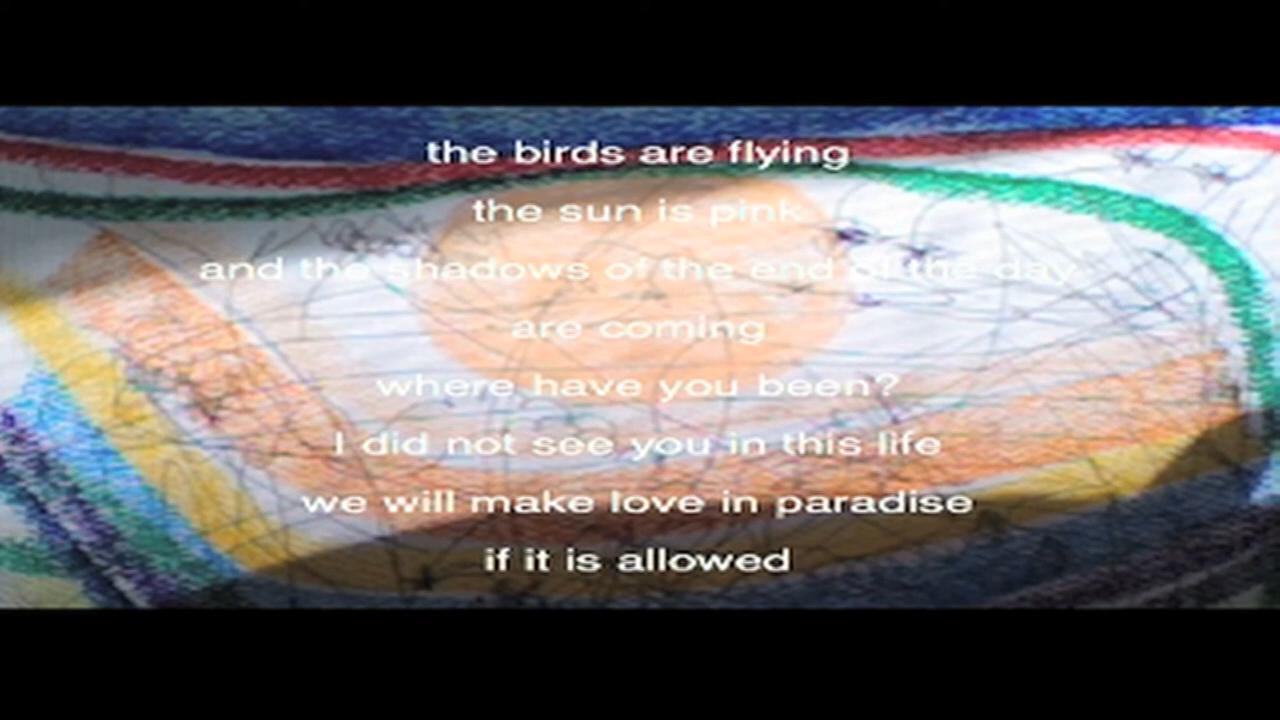 the birds are flying
the sun is pink
and the shadows of the end of the day
are coming
where have you been?
I did not see you in this life
we will make love in paradise
if it is allowed